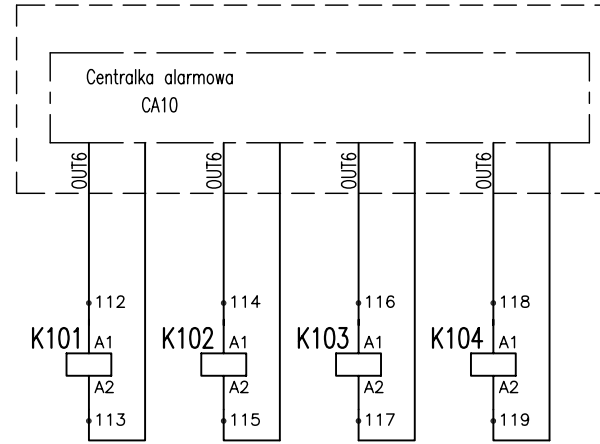 Centralka alarmowa
CA10
OUT6 OUT6 OUT6 OUT6
112 114 116 118
K101 A1 K102 A1 K103 A1 K104 A1
A2 A2 A2 A2
113 115 117 119